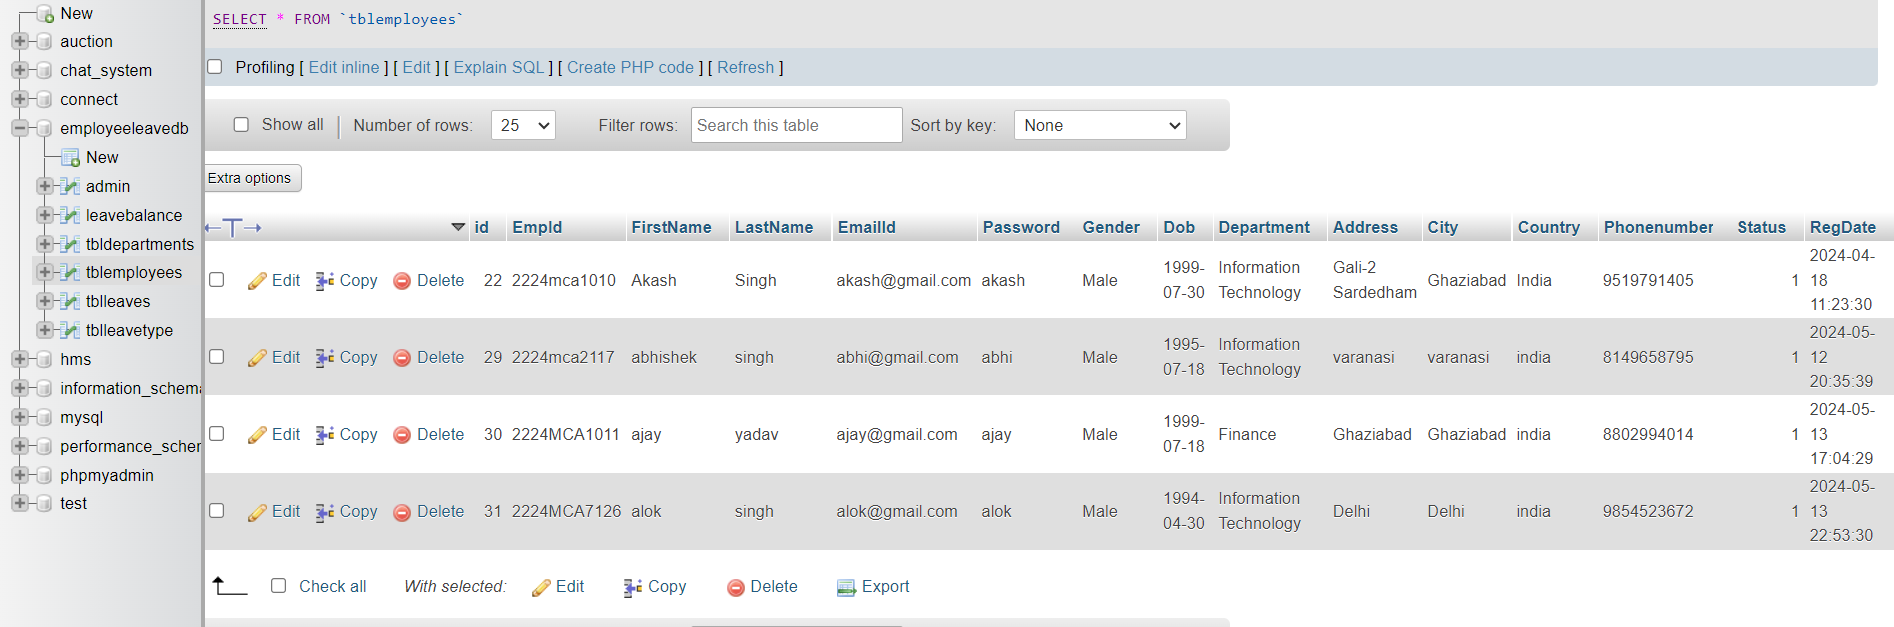 New
auction
chat_system
connect
employeeleavedb
New
admin
leavebalance
tbldepartments
tblemployees
tblleaves
tblleavetype
hms
information_schema
mysql
performance_scher
phpmyadmin
test
SELECT * FROM `tblemployees`
Profiling [ Edit inline ] [ Edit ] [ Explain SQL ] [ Create PHP code ] [ Refresh ]
Show all | Number of rows: 25 Filter rows: Search this table Sort by key: None
Extra options
id EmpId FirstName LastName EmailId Password Gender Dob Department Address City Country Phonenumber Status RegDate
Edit Copy Delete 22 2224mca1010 Akash Singh akash@gmail.com akash Male 1999-07-30 Information Technology Gali-2 Sardedham Ghaziabad India 9519791405 1 2024-04-18 11:23:30
Edit Copy Delete 29 2224mca2117 abhishek singh abhi@gmail.com abhi Male 1995-07-18 Information Technology varanasi varanasi india 8149658795 1 2024-05-12 20:35:39
Edit Copy Delete 30 2224MCA1011 ajay yadav ajay@gmail.com ajay Male 1999-07-18 Finance Ghaziabad Ghaziabad india 8802994014 1 2024-05-13 17:04:29
Edit Copy Delete 31 2224MCA7126 alok singh alok@gmail.com alok Male 1994-04-30 Information Technology Delhi Delhi india 9854523672 1 2024-05-13 22:53:30
Check all With selected: Edit Copy Delete Export